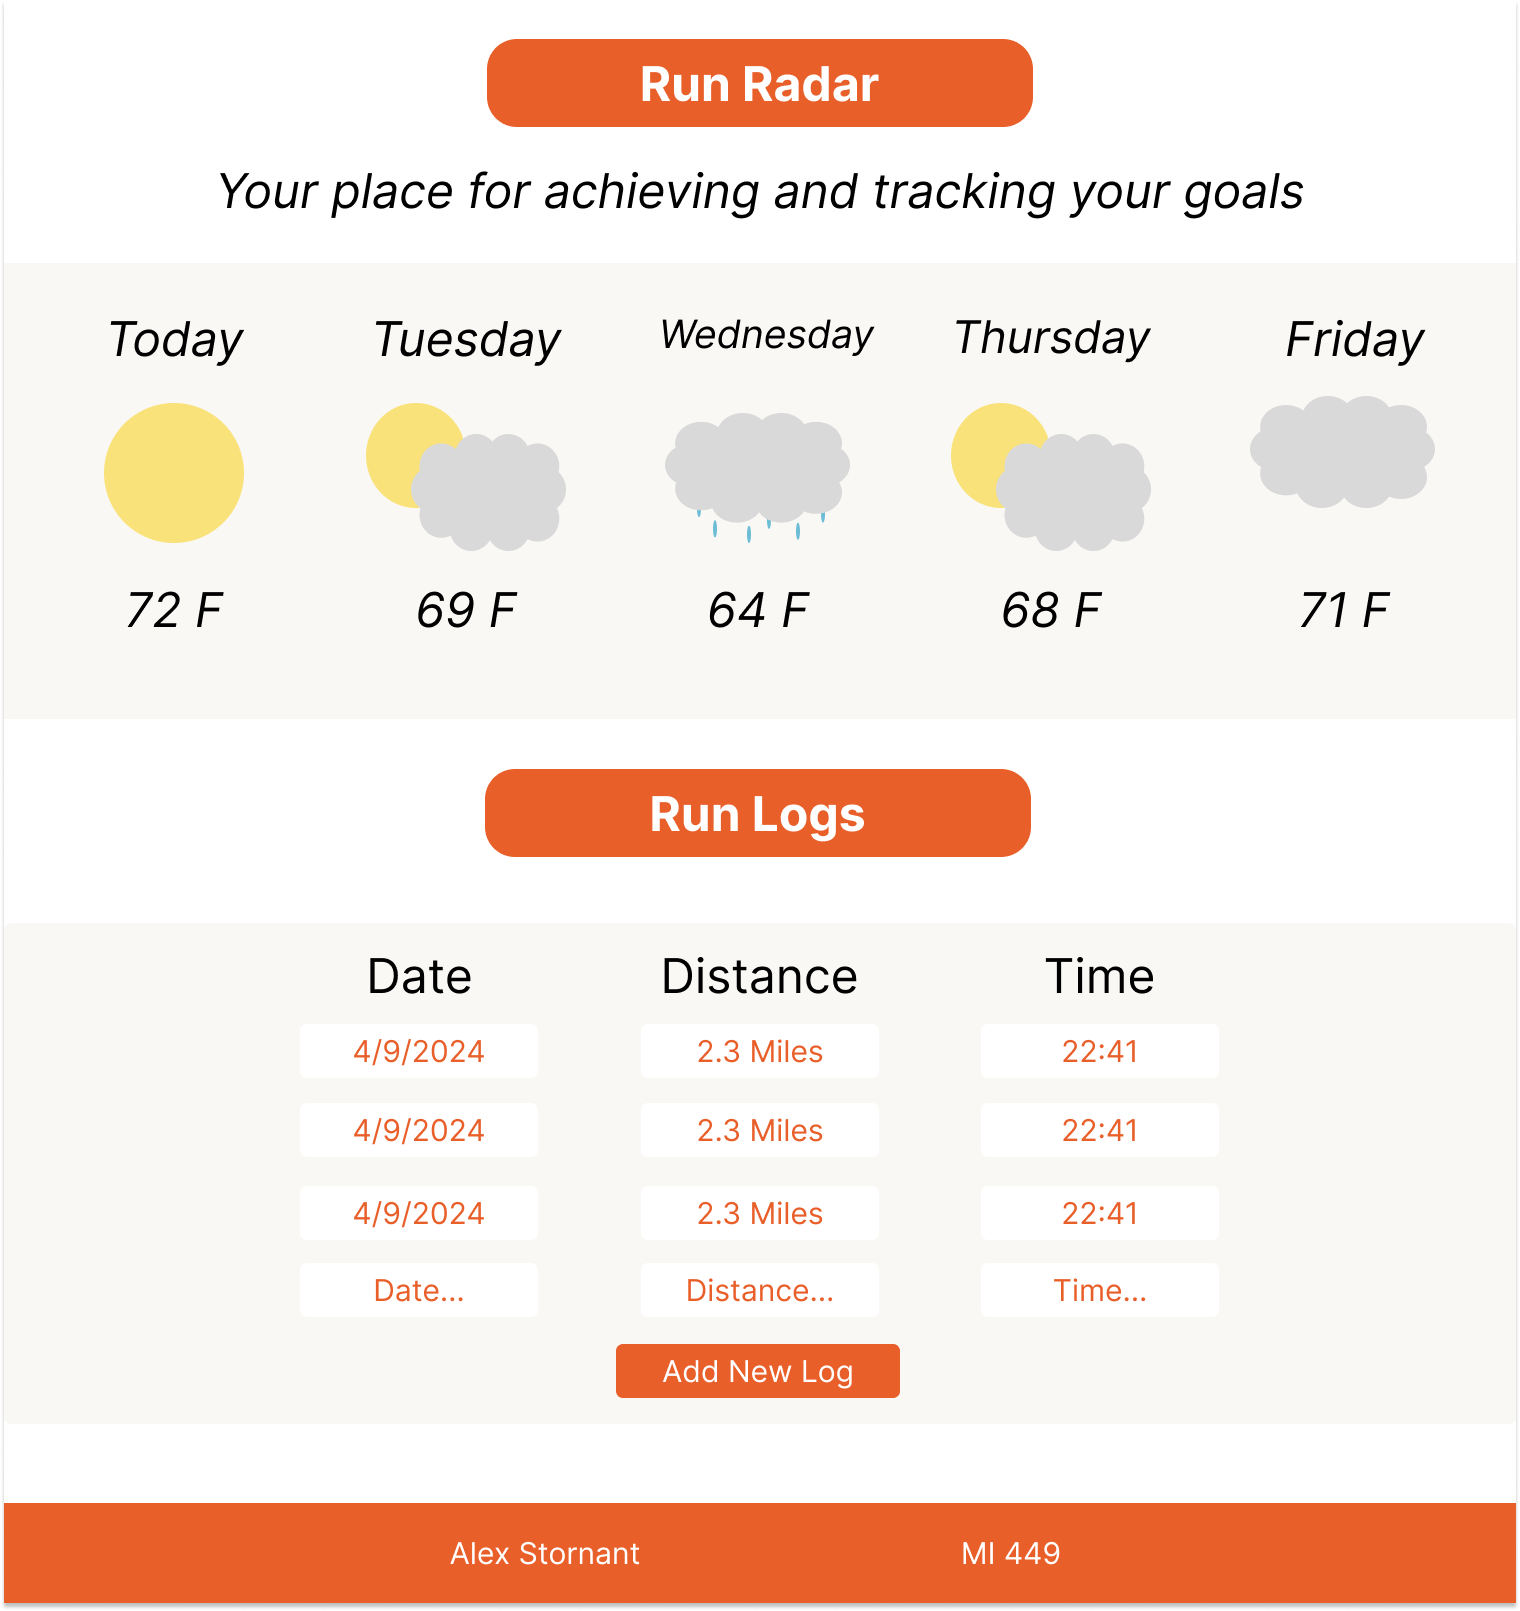 Run Radar
Your place for achieving and tracking your goals
Today Tuesday Wednesday Thursday Friday
72 F 69 F 64 F 68 F 71 F
Run Logs
Date Distance Time
4/9/2024 2.3 Miles 22:41
4/9/2024 2.3 Miles 22:41
4/9/2024 2.3 Miles 22:41
Date... Distance... Time...
Add New Log
Alex Stornant MI 449